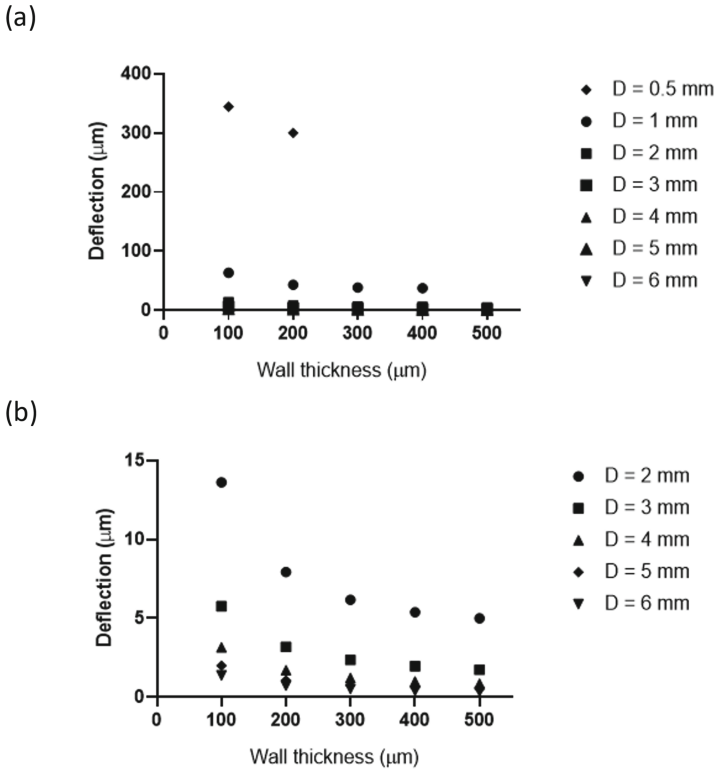 (a)
400
300
200
100
0
Deflection (μm)
0 100 200 300 400 500
Wall thickness (μm)
D = 0.5 mm
D = 1 mm
D = 2 mm
D = 3 mm
D = 4 mm
D = 5 mm
D = 6 mm
(b)
15
10
5
0
Deflection (μm)
0 100 200 300 400 500
Wall thickness (μm)
D = 2 mm
D = 3 mm
D = 4 mm
D = 5 mm
D = 6 mm